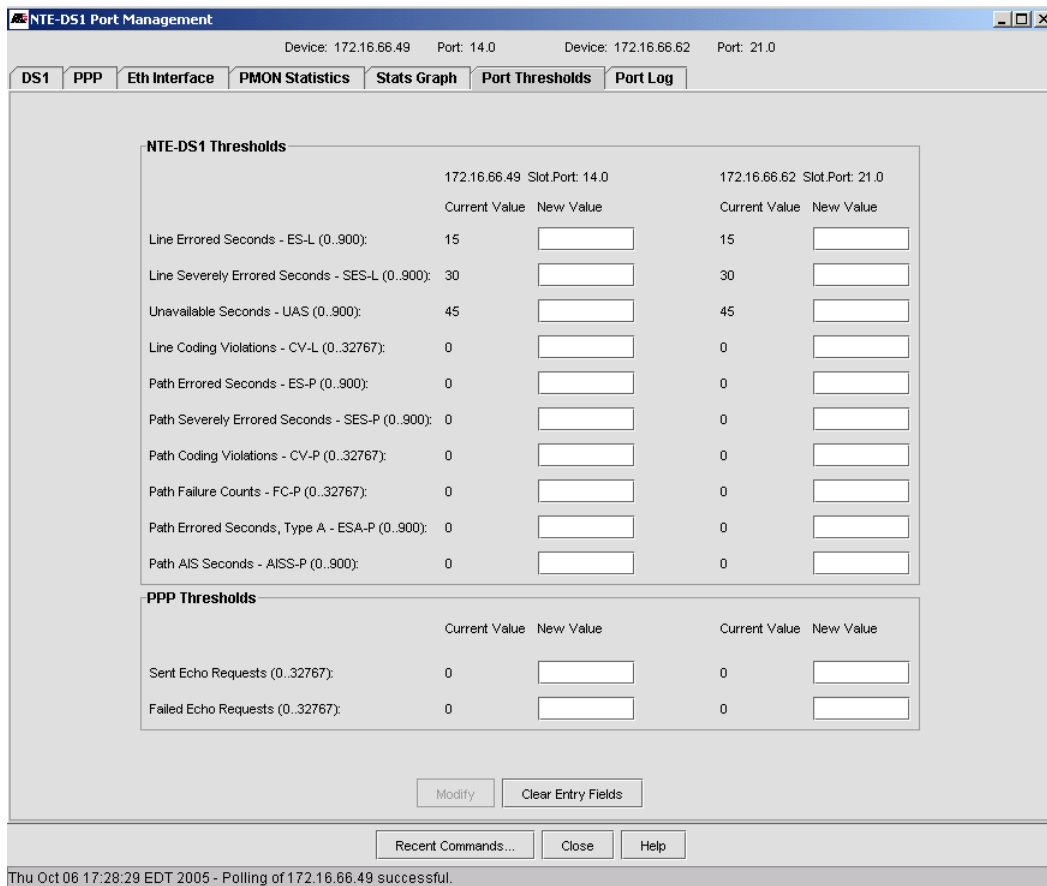 NTE-DS1 Port Management
Device: 172.16.66.49 Port: 14.0 Device: 172.16.66.62 Port: 21.0
DS1 PPP Eth Interface PMON Statistics Stats Graph Port Thresholds Port Log
NTE-DS1 Thresholds
172.16.66.49 Slot.Port: 14.0 172.16.66.62 Slot.Port: 21.0
Current Value New Value Current Value New Value
Line Errored Seconds - ES-L (0..900): 15 15
Line Severely Errored Seconds - SES-L (0..900): 30 30
Unavailable Seconds - UAS (0..900): 45 45
Line Coding Violations - CV-L (0..32767): 0 0
Path Errored Seconds - ES-P (0..900): 0 0
Path Severely Errored Seconds - SES-P (0..900): 0 0
Path Coding Violations - CV-P (0..32767): 0 0
Path Failure Counts - FC-P (0..32767): 0 0
Path Errored Seconds, Type A - ESA-P (0..900): 0 0
Path AIS Seconds - AISS-P (0..900): 0 0
PPP Thresholds
Current Value New Value Current Value New Value
Sent Echo Requests (0..32767): 0 0
Failed Echo Requests (0..32767): 0 0
Modify Clear Entry Fields
Recent Commands... Close Help
Thu Oct 06 17:28:29 EDT 2005 - Polling of 172.16.66.49 successful.